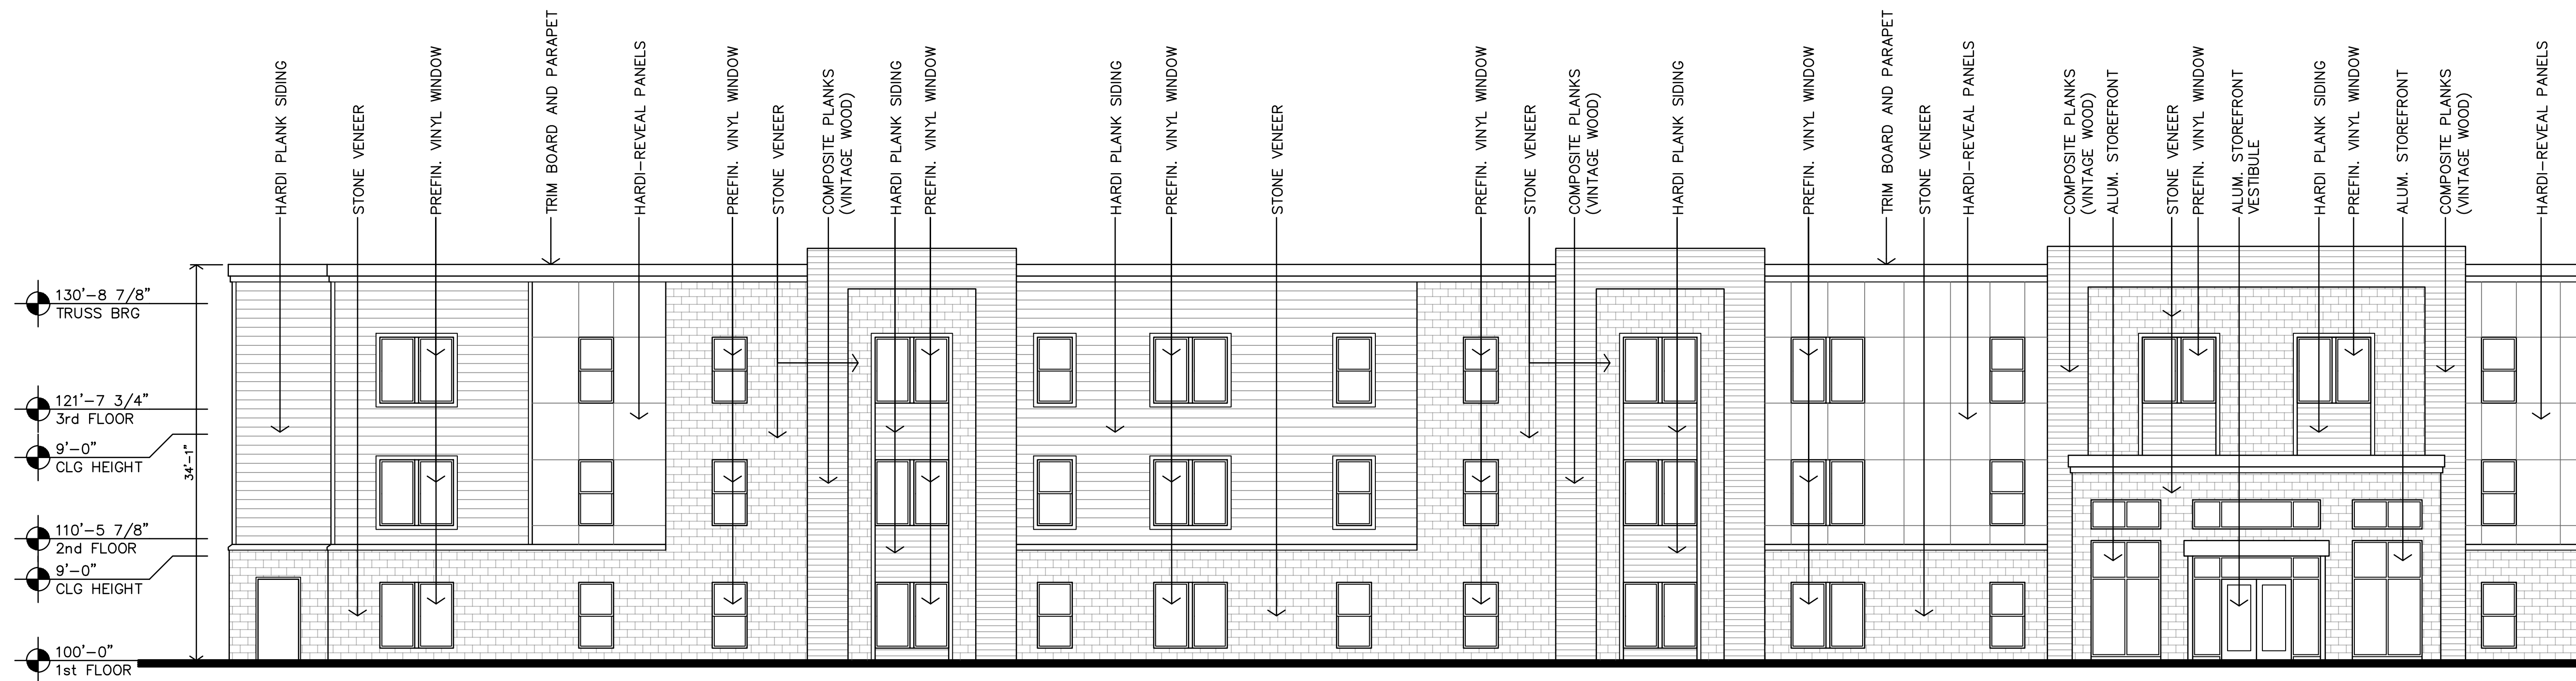 HARDI PLANK SIDING
STONE VENEER
PREFIN. VINYL WINDOW
TRIM BOARD AND PARAPET
HARDI-REVEAL PANELS
PREFIN. VINYL WINDOW
STONE VENEER
COMPOSITE PLANKS
(VINTAGE WOOD)
HARDI PLANK SIDING
PREFIN. VINYL WINDOW
HARDI PLANK SIDING
PREFIN. VINYL WINDOW
STONE VENEER
PREFIN. VINYL WINDOW
STONE VENEER
COMPOSITE PLANKS
(VINTAGE WOOD)
HARDI PLANK SIDING
PREFIN. VINYL WINDOW
TRIM BOARD AND PARAPET
STONE VENEER
HARDI-REVEAL PANELS
COMPOSITE PLANKS
(VINTAGE WOOD)
ALUM. STOREFRONT
STONE VENEER
PREFIN. VINYL WINDOW
ALUM. STOREFRONT
VESTIBULE
HARDI PLANK SIDING
PREFIN. VINYL WINDOW
ALUM. STOREFRONT
COMPOSITE PLANKS
(VINTAGE WOOD)
HARDI-REVEAL PANELS
130'-8 7/8"
TRUSS BRG
121'-7 3/4"
3rd FLOOR
9'-0"
CLG HEIGHT
34'-1"
110'-5 7/8"
2nd FLOOR
9'-0"
CLG HEIGHT
100'-0"
1st FLOOR